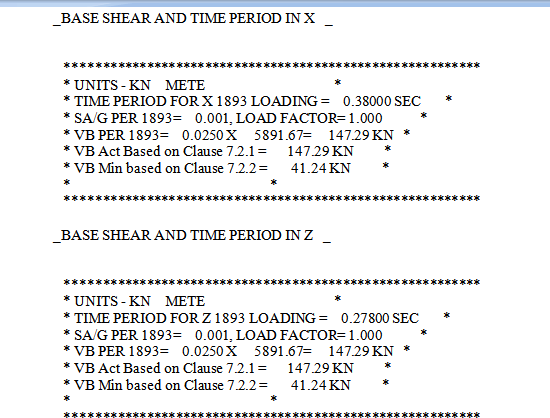 _BASE SHEAR AND TIME PERIOD IN X _
************************************************************
* UNITS - KN METE *
* TIME PERIOD FOR X 1893 LOADING = 0.38000 SEC *
* SA/G PER 1893= 0.001, LOAD FACTOR= 1.000 *
* VB PER 1893= 0.0250 X 5891.67= 147.29 KN *
* VB Act Based on Clause 7.2.1 = 147.29 KN *
* VB Min based on Clause 7.2.2 = 41.24 KN *
* *
************************************************************
_BASE SHEAR AND TIME PERIOD IN Z _
************************************************************
* UNITS - KN METE *
* TIME PERIOD FOR Z 1893 LOADING = 0.27800 SEC *
* SA/G PER 1893= 0.001, LOAD FACTOR= 1.000 *
* VB PER 1893= 0.0250 X 5891.67= 147.29 KN *
* VB Act Based on Clause 7.2.1 = 147.29 KN *
* VB Min based on Clause 7.2.2 = 41.24 KN *
* *
************************************************************